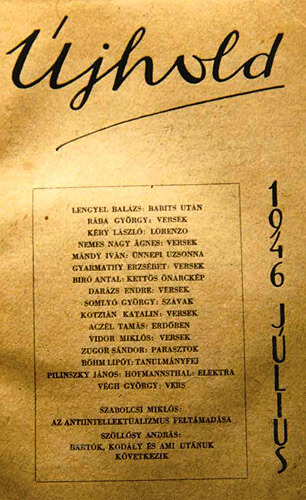 Újhold
1946 JÚLIUS
LENGYEL BALÁZS: BABITS UTÁN
RÁBA GYÖRGY: VERSEK
KÉRY LÁSZLÓ: LORENZO
NEMES NAGY ÁGNES: VERSEK
MÁNDY IVÁN: ÜNNEPI UZSONNA
GYARMATHY ERZSÉBET: VERSEK
BIRÓ ANTAL: KETTŐS ÖNARCKÉP
DARÁZS ENDRE: VERSEK
SOMLYÓ GYÖRGY: SZAVAK
KOTZIÁN KATALIN: VERSEK
ACZÉL TAMÁS: ERDŐBEN
VIDOR MIKLÓS: VERSEK
ZUGOR SÁNDOR: PARASZTOK
BÖHM LIPÓT: TANULMÁNYFEJ
PILINSZKY JÁNOS: HOFMANNSTHAL: ELEKTRA
VÉGH GYÖRGY: VERS
SZABOLCSI MIKLÓS:
AZ ANTIINTELLEKTUALIZMUS FELTÁMADÁSA
SZÖLLŐSY ANDRÁS:
BARTÓK, KODÁLY ÉS AMI UTÁNUK
KÖVETKEZIK